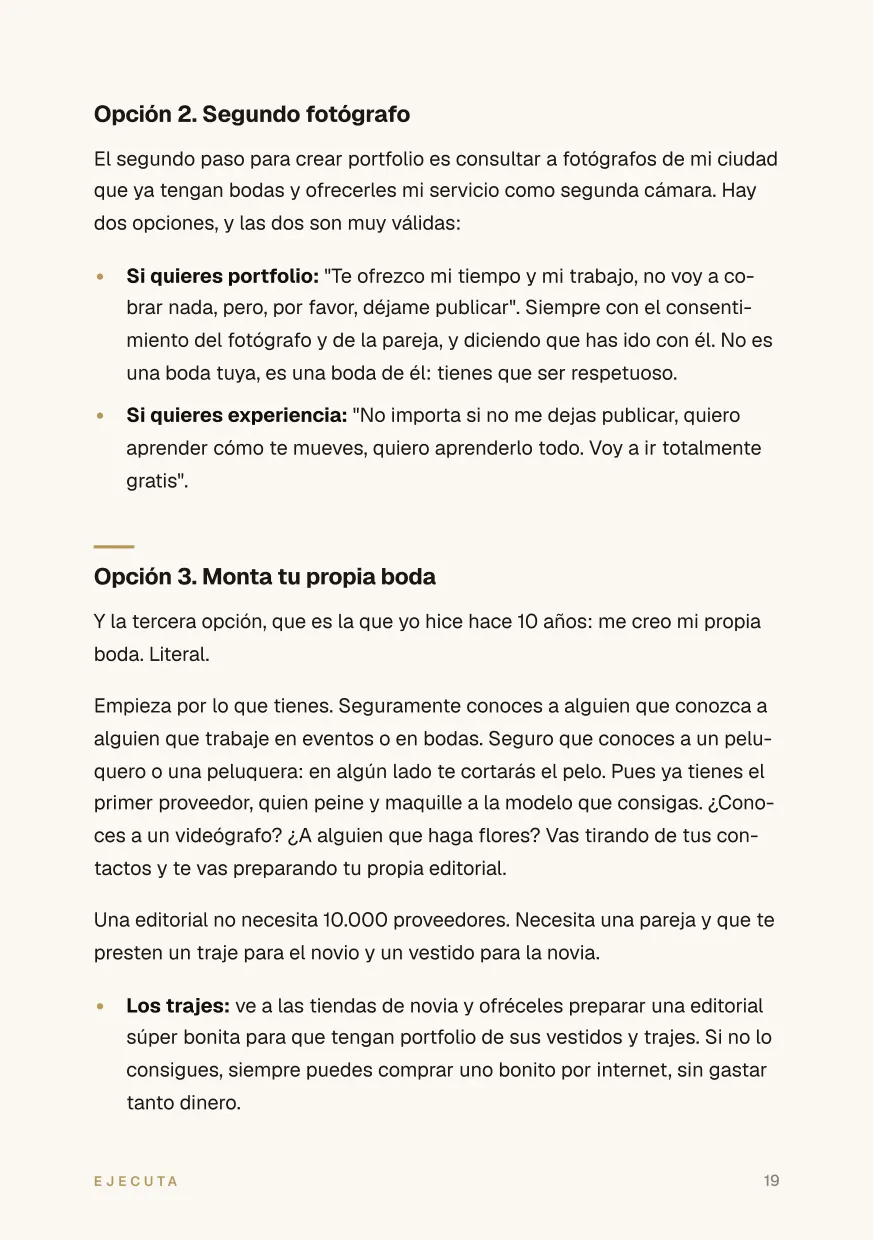 Opción 2. Segundo fotógrafo
El segundo paso para crear portfolio es consultar a fotógrafos de mi ciudad
que ya tengan bodas y ofrecerles mi servicio como segunda cámara. Hay
dos opciones, y las dos son muy válidas:
• Si quieres portfolio: "Te ofrezco mi tiempo y mi trabajo, no voy a co-
brar nada, pero, por favor, déjame publicar". Siempre con el consenti-
miento del fotógrafo y de la pareja, y diciendo que has ido con él. No es
una boda tuya, es una boda de él: tienes que ser respetuoso.
• Si quieres experiencia: "No importa si no me dejas publicar, quiero
aprender cómo te mueves, quiero aprenderlo todo. Voy a ir totalmente
gratis".
Opción 3. Monta tu propia boda
Y la tercera opción, que es la que yo hice hace 10 años: me creo mi propia
boda. Literal.
Empieza por lo que tienes. Seguramente conoces a alguien que conozca a
alguien que trabaje en eventos o en bodas. Seguro que conoces a un pelu-
quero o una peluquera: en algún lado te cortarás el pelo. Pues ya tienes el
primer proveedor, quien peine y maquille a la modelo que consigas. ¿Cono-
ces a un videógrafo? ¿A alguien que haga flores? Vas tirando de tus con-
tactos y te vas preparando tu propia editorial.
Una editorial no necesita 10.000 proveedores. Necesita una pareja y que te
presten un traje para el novio y un vestido para la novia.
• Los trajes: ve a las tiendas de novia y ofréceles preparar una editorial
súper bonita para que tengan portfolio de sus vestidos y trajes. Si no lo
consigues, siempre puedes comprar uno bonito por internet, sin gastar
tanto dinero.
EJECUTA 19